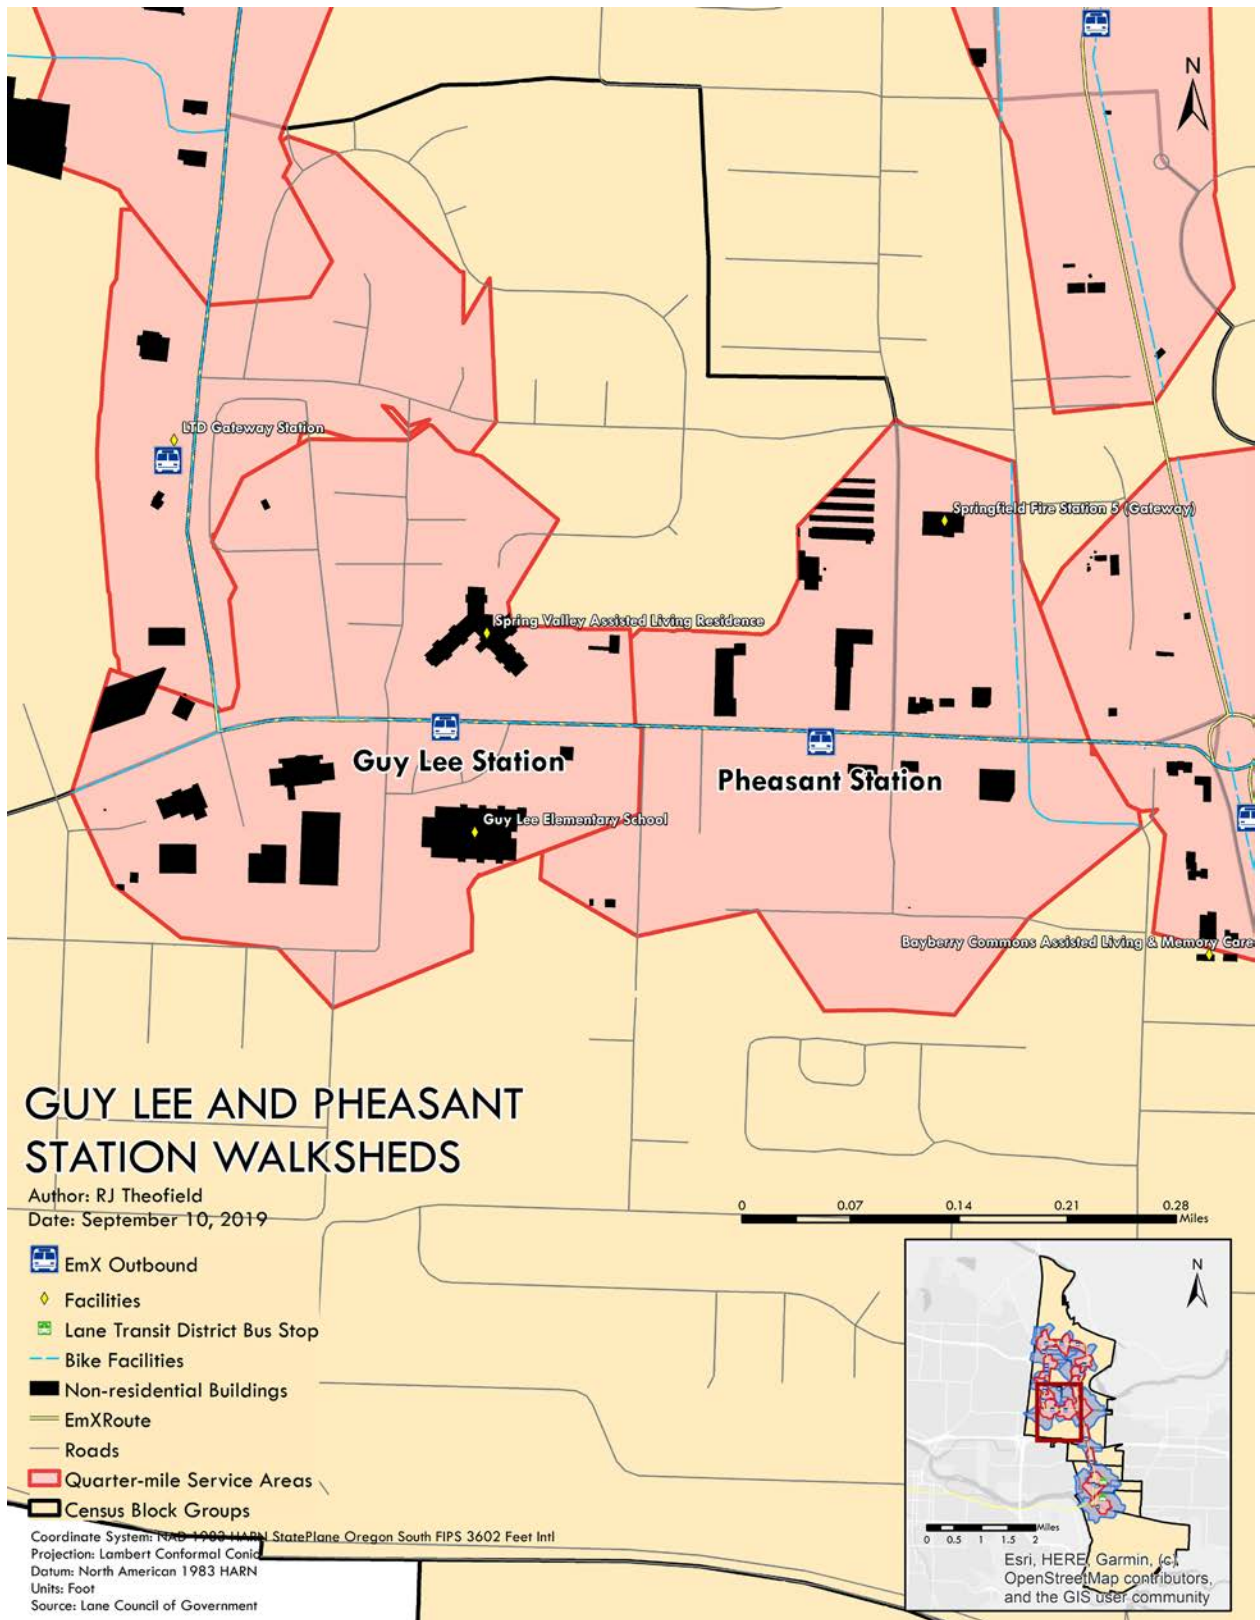 N
LTD Gateway Station
Springfield Fire Station 5 (Gateway)
Spring Valley Assisted Living Residence
Guy Lee Station
Pheasant Station
Guy Lee Elementary School
Bayberry Commons Assisted Living & Memory Care
GUY LEE AND PHEASANT
STATION WALKSHEDS
Author: RJ Theofield
Date: September 10, 2019
0 0.07 0.14 0.21 0.28
Miles
EmX Outbound
Facilities
Lane Transit District Bus Stop
Bike Facilities
Non-residential Buildings
EmXRoute
Roads
Quarter-mile Service Areas
Census Block Groups
Coordinate System: NAD 1983 HARN StatePlane Oregon South FIPS 3602 Feet Intl
Projection: Lambert Conformal Conic
Datum: North American 1983 HARN
Units: Foot
Source: Lane Council of Government
N
Miles
0 0.5 1 1.5 2
Esri, HERE, Garmin, (c)
OpenStreetMap contributors,
and the GIS user community